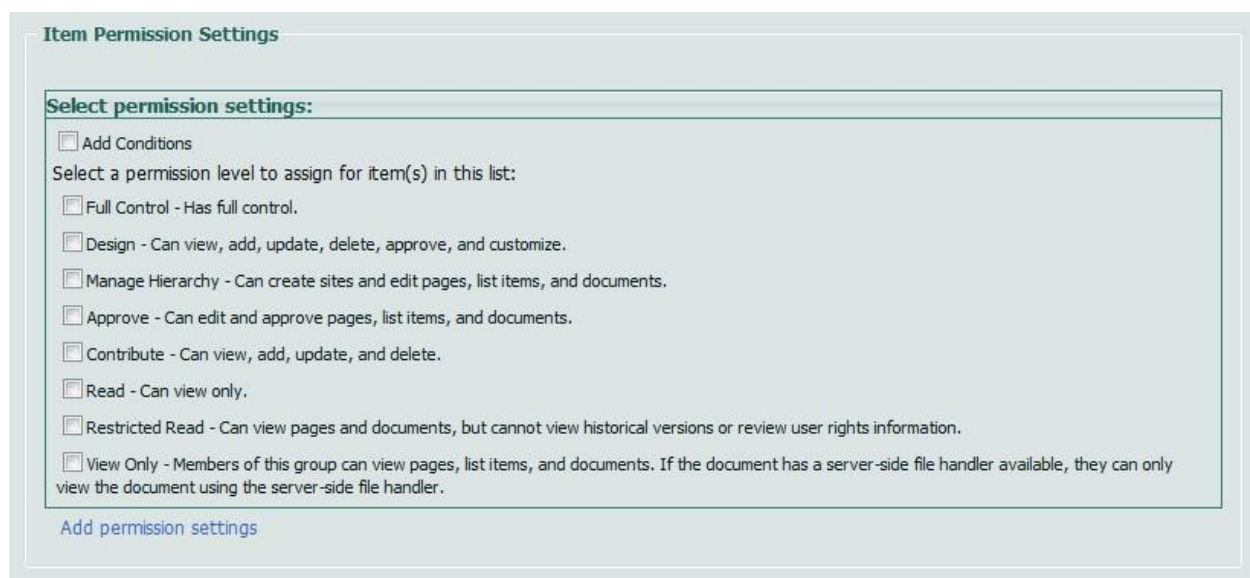 Item Permission Settings
Select permission settings:
Add Conditions
Select a permission level to assign for item(s) in this list:
Full Control - Has full control.
Design - Can view, add, update, delete, approve, and customize.
Manage Hierarchy - Can create sites and edit pages, list items, and documents.
Approve - Can edit and approve pages, list items, and documents.
Contribute - Can view, add, update, and delete.
Read - Can view only.
Restricted Read - Can view pages and documents, but cannot view historical versions or review user rights information.
View Only - Members of this group can view pages, list items, and documents. If the document has a server-side file handler available, they can only
view the document using the server-side file handler.
Add permission settings